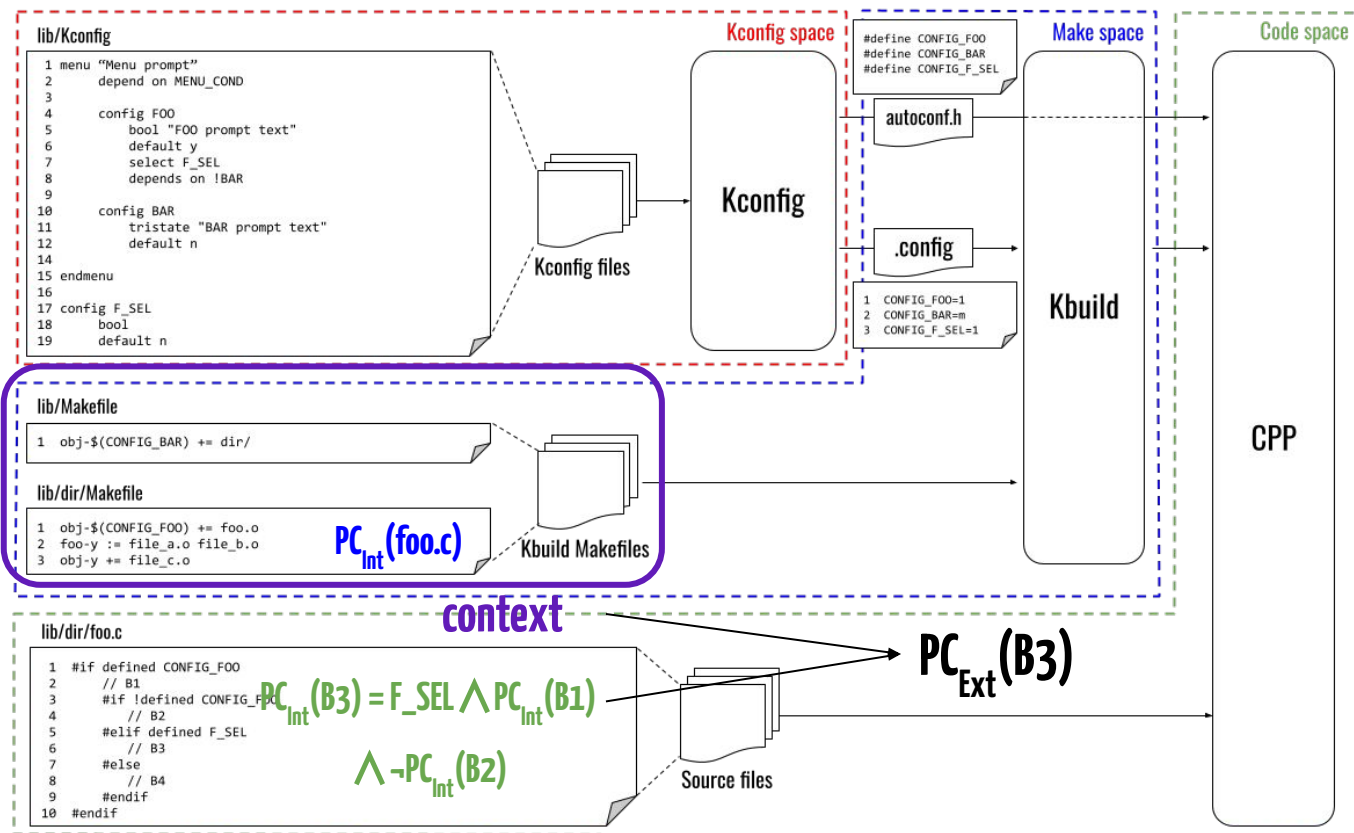 lib/Kconfig
1 menu “Menu prompt”
2 depend on MENU_COND
3
4 config FOO
5 bool "FOO prompt text"
6 default y
7 select F_SEL
8 depends on !BAR
9
10 config BAR
11 tristate "BAR prompt text"
12 default n
14
15 endmenu
16
17 config F_SEL
18 bool
19 default n
Kconfig files
Kconfig space
Kconfig
#define CONFIG_FOO
#define CONFIG_BAR
#define CONFIG_F_SEL
autoconf.h
.config
1 CONFIG_FOO=1
2 CONFIG_BAR=m
3 CONFIG_F_SEL=1
Make space
Kbuild
Code space
CPP
lib/Makefile
1 obj-$(CONFIG_BAR) += dir/
lib/dir/Makefile
1 obj-$(CONFIG_FOO) += foo.o
2 foo-y := file_a.o file_b.o
3 obj-y += file_c.o
PC_Int(foo.c)
Kbuild Makefiles
context
lib/dir/foo.c
1 #if defined CONFIG_FOO
2 // B1
3 #if !defined CONFIG_FOO
4 // B2
5 #elif defined F_SEL
6 // B3
7 #else
8 // B4
9 #endif
10 #endif
PC_Int(B3) = F_SEL ∧ PC_Int(B1)
∧ ¬PC_Int(B2)
Source files
PC_Ext(B3)